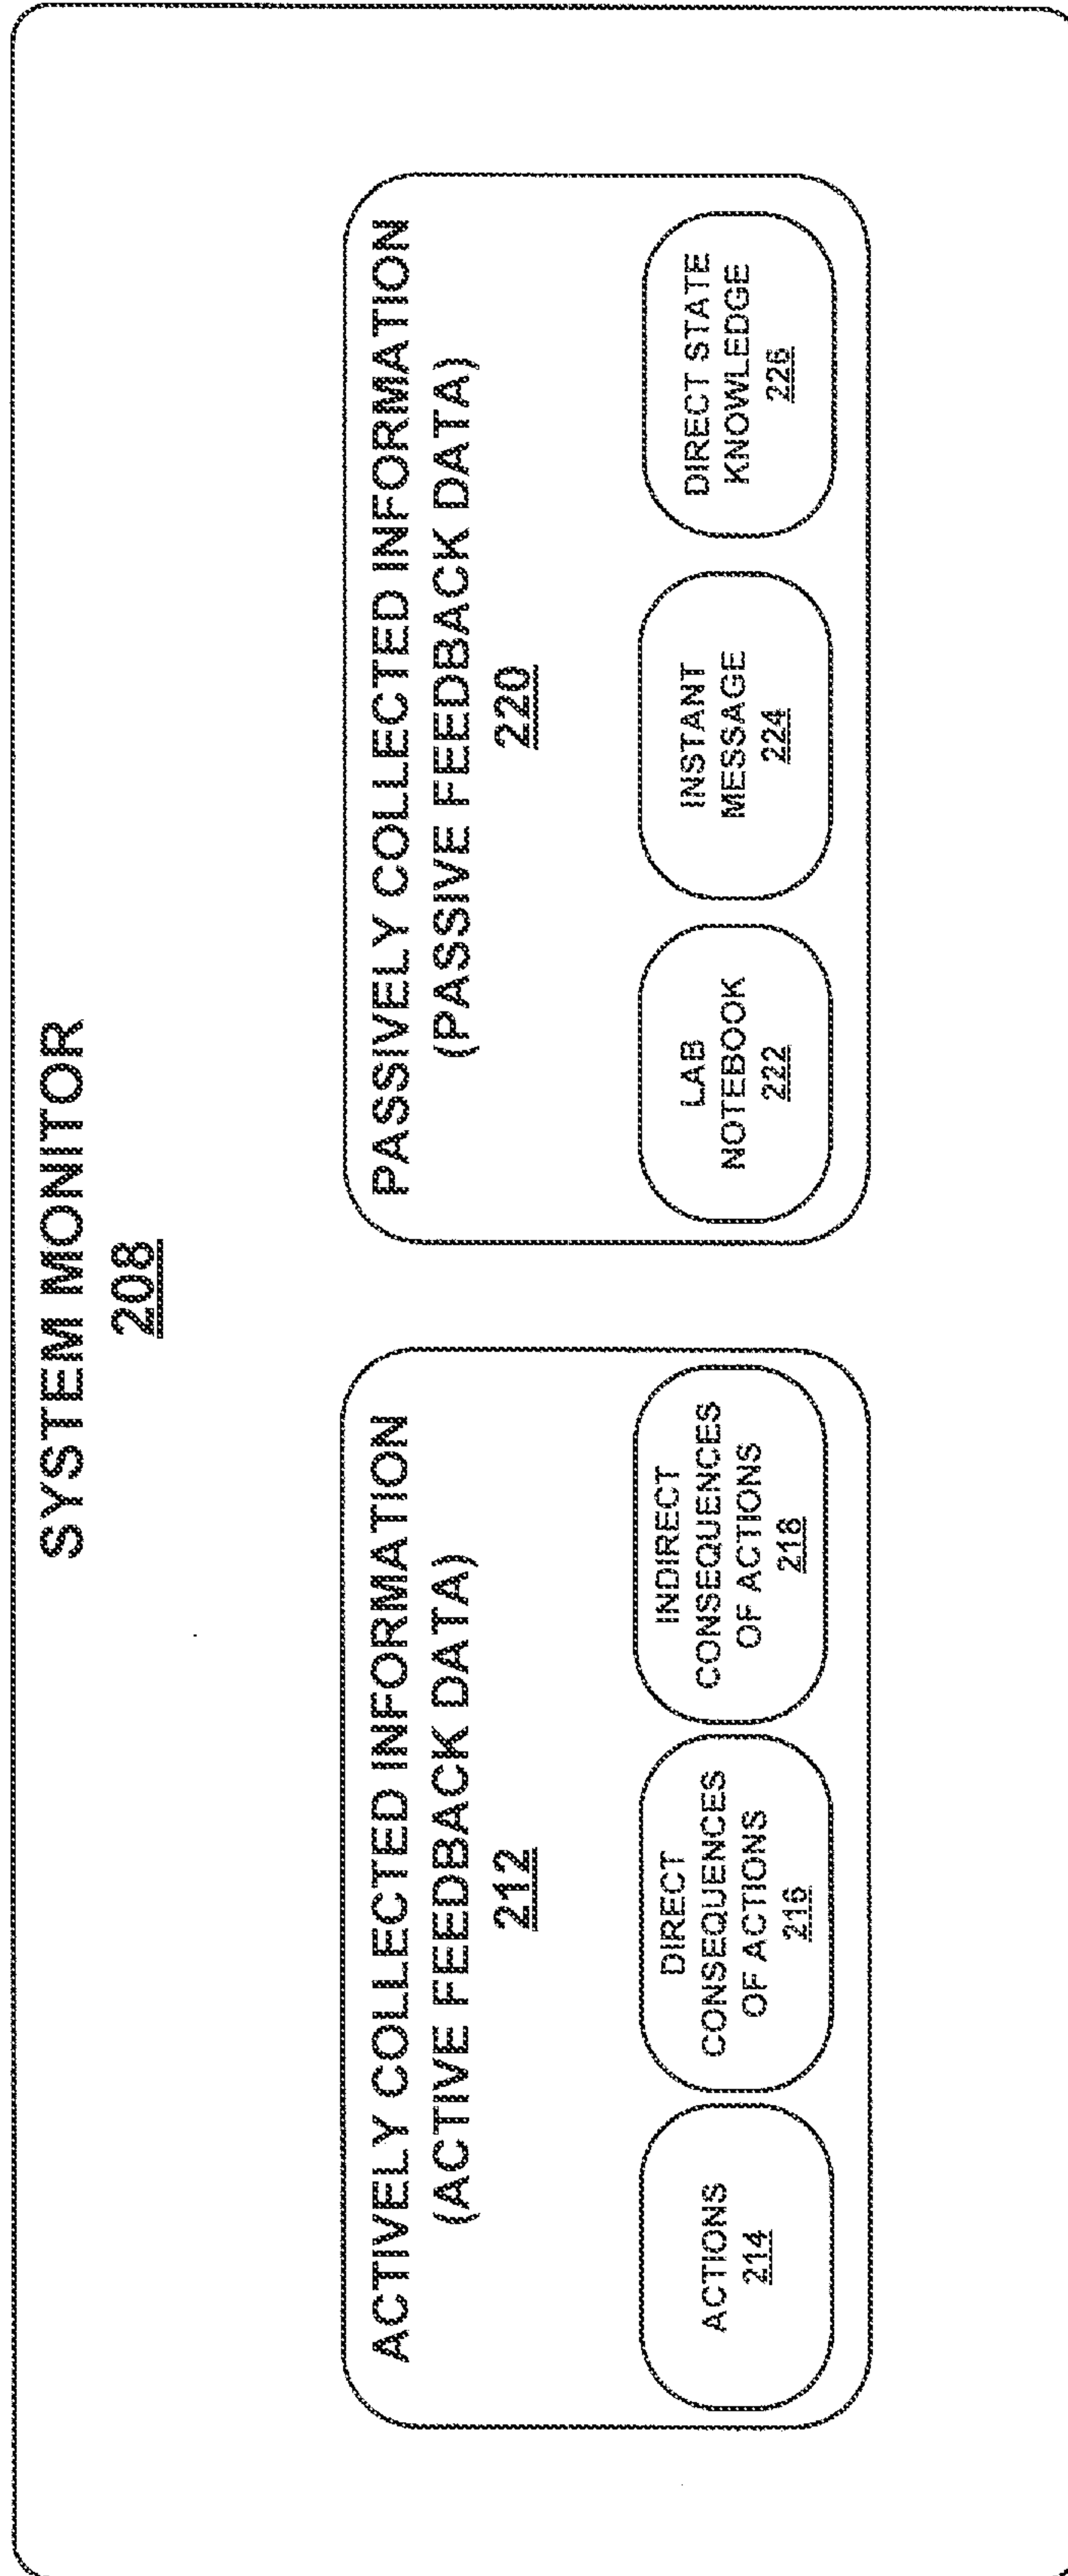 SYSTEM MONITOR
208
ACTIVELY COLLECTED INFORMATION
(ACTIVE FEEDBACK DATA)
212
ACTIONS
214
DIRECT
CONSEQUENCES
OF ACTIONS
216
INDIRECT
CONSEQUENCES
OF ACTIONS
218
PASSIVELY COLLECTED INFORMATION
(PASSIVE FEEDBACK DATA)
220
LAB
NOTEBOOK
222
INSTANT
MESSAGE
224
DIRECT STATE
KNOWLEDGE
226